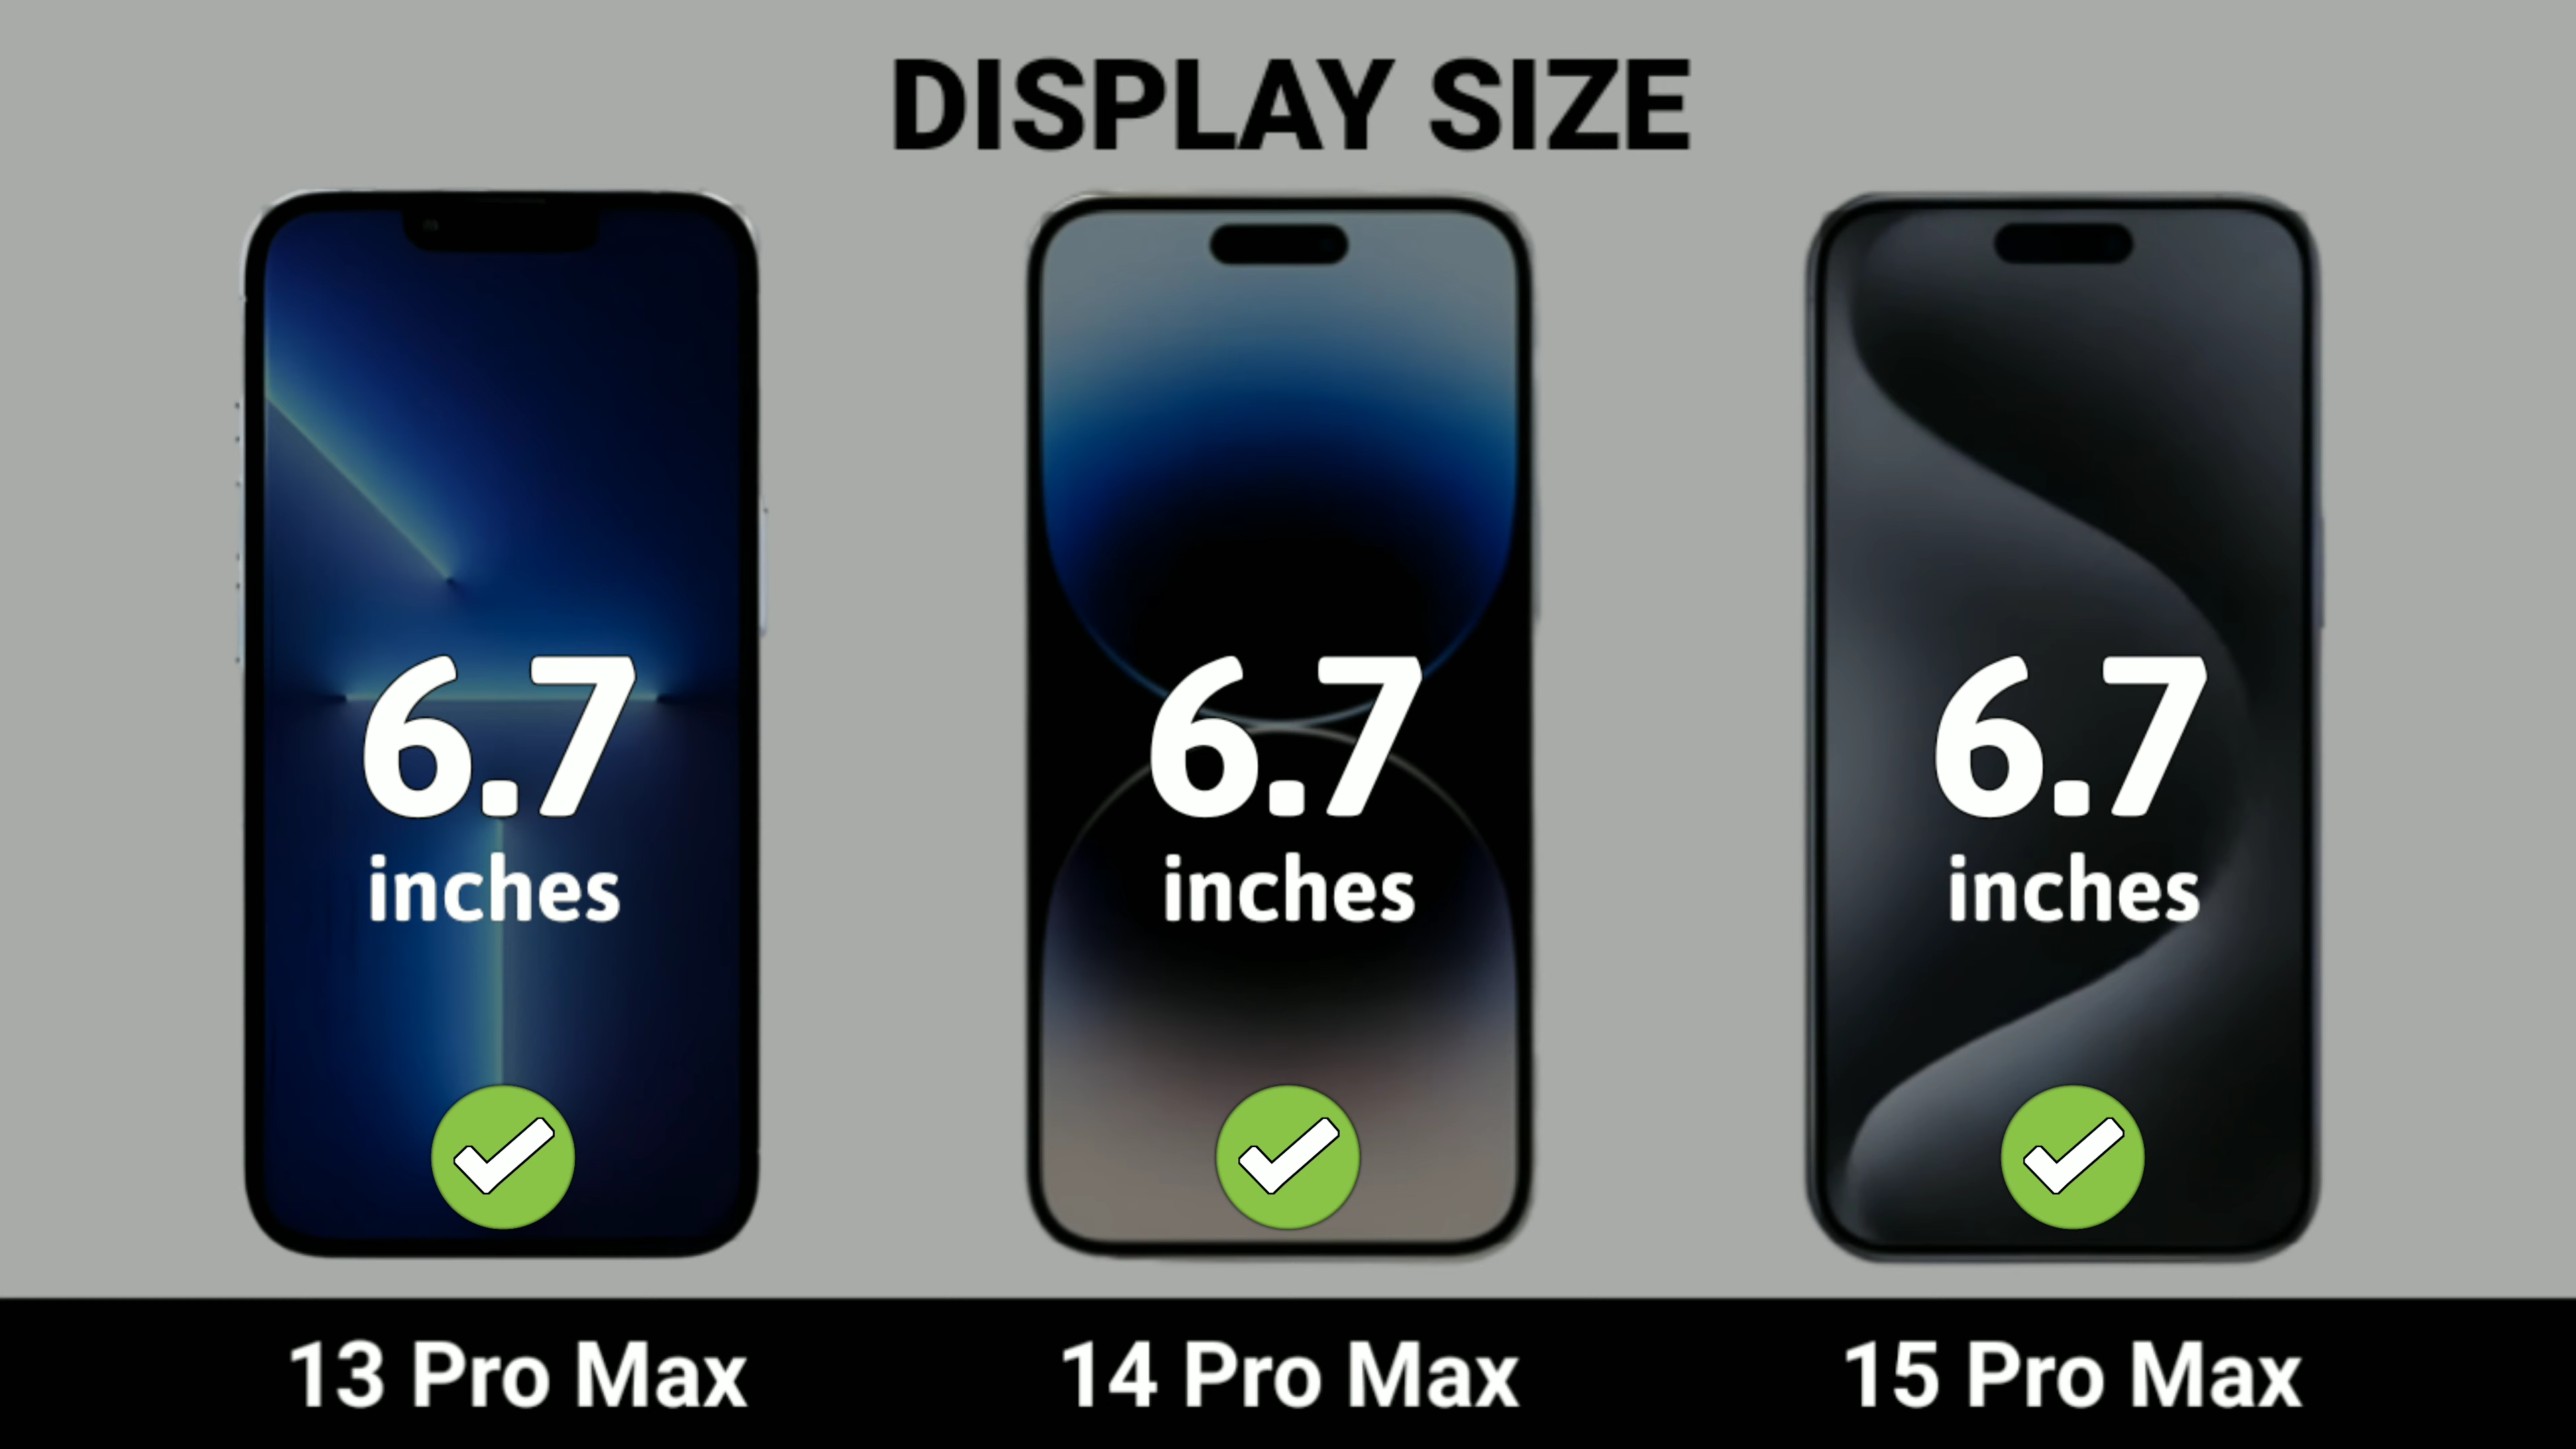 DISPLAY SIZE
6.7
inches
6.7
inches
6.7
inches
13 Pro Max
14 Pro Max
15 Pro Max